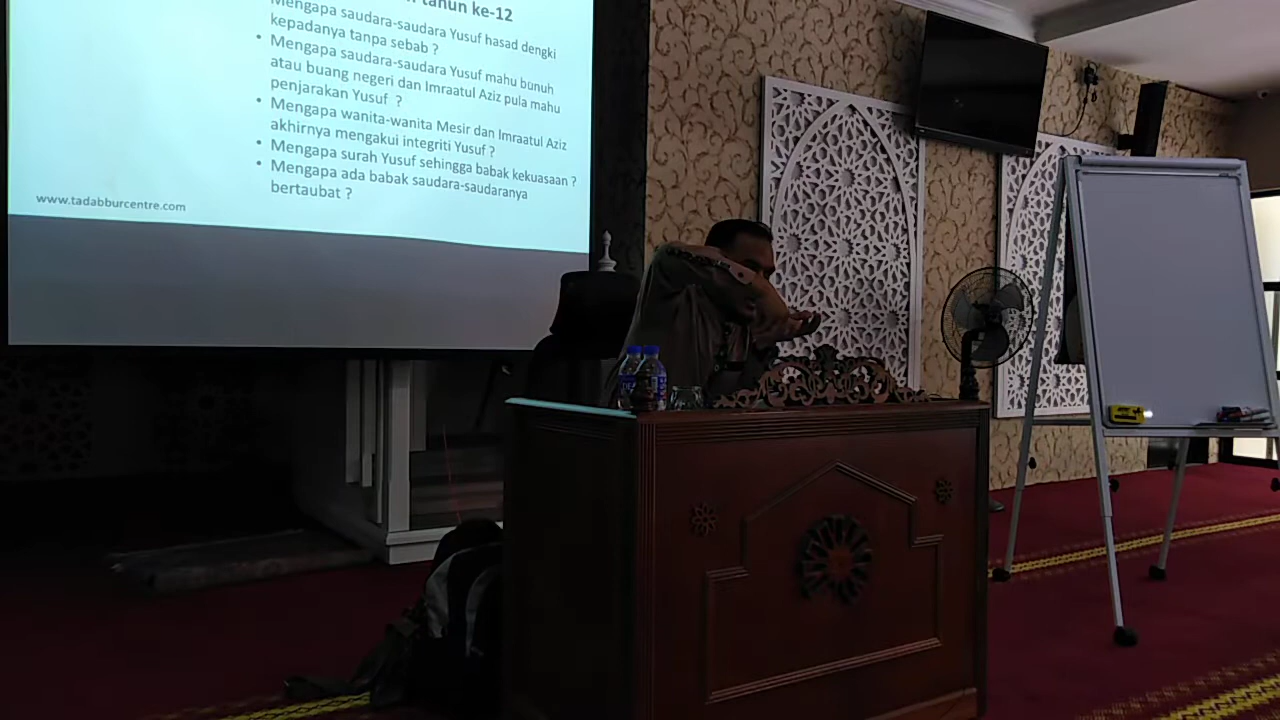 tahun ke-12
Mengapa saudara-saudara Yusuf hasad dengki
kepadanya tanpa sebab ?
• Mengapa saudara-saudara Yusuf mahu bunuh
atau buang negeri dan Imraatul Aziz pula mahu
penjarakan Yusuf ?
• Mengapa wanita-wanita Mesir dan Imraatul Aziz
akhirnya mengakui integriti Yusuf ?
• Mengapa surah Yusuf sehingga babak kekuasaan ?
• Mengapa ada babak saudara-saudaranya
bertaubat ?
www.tadabburcentre.com